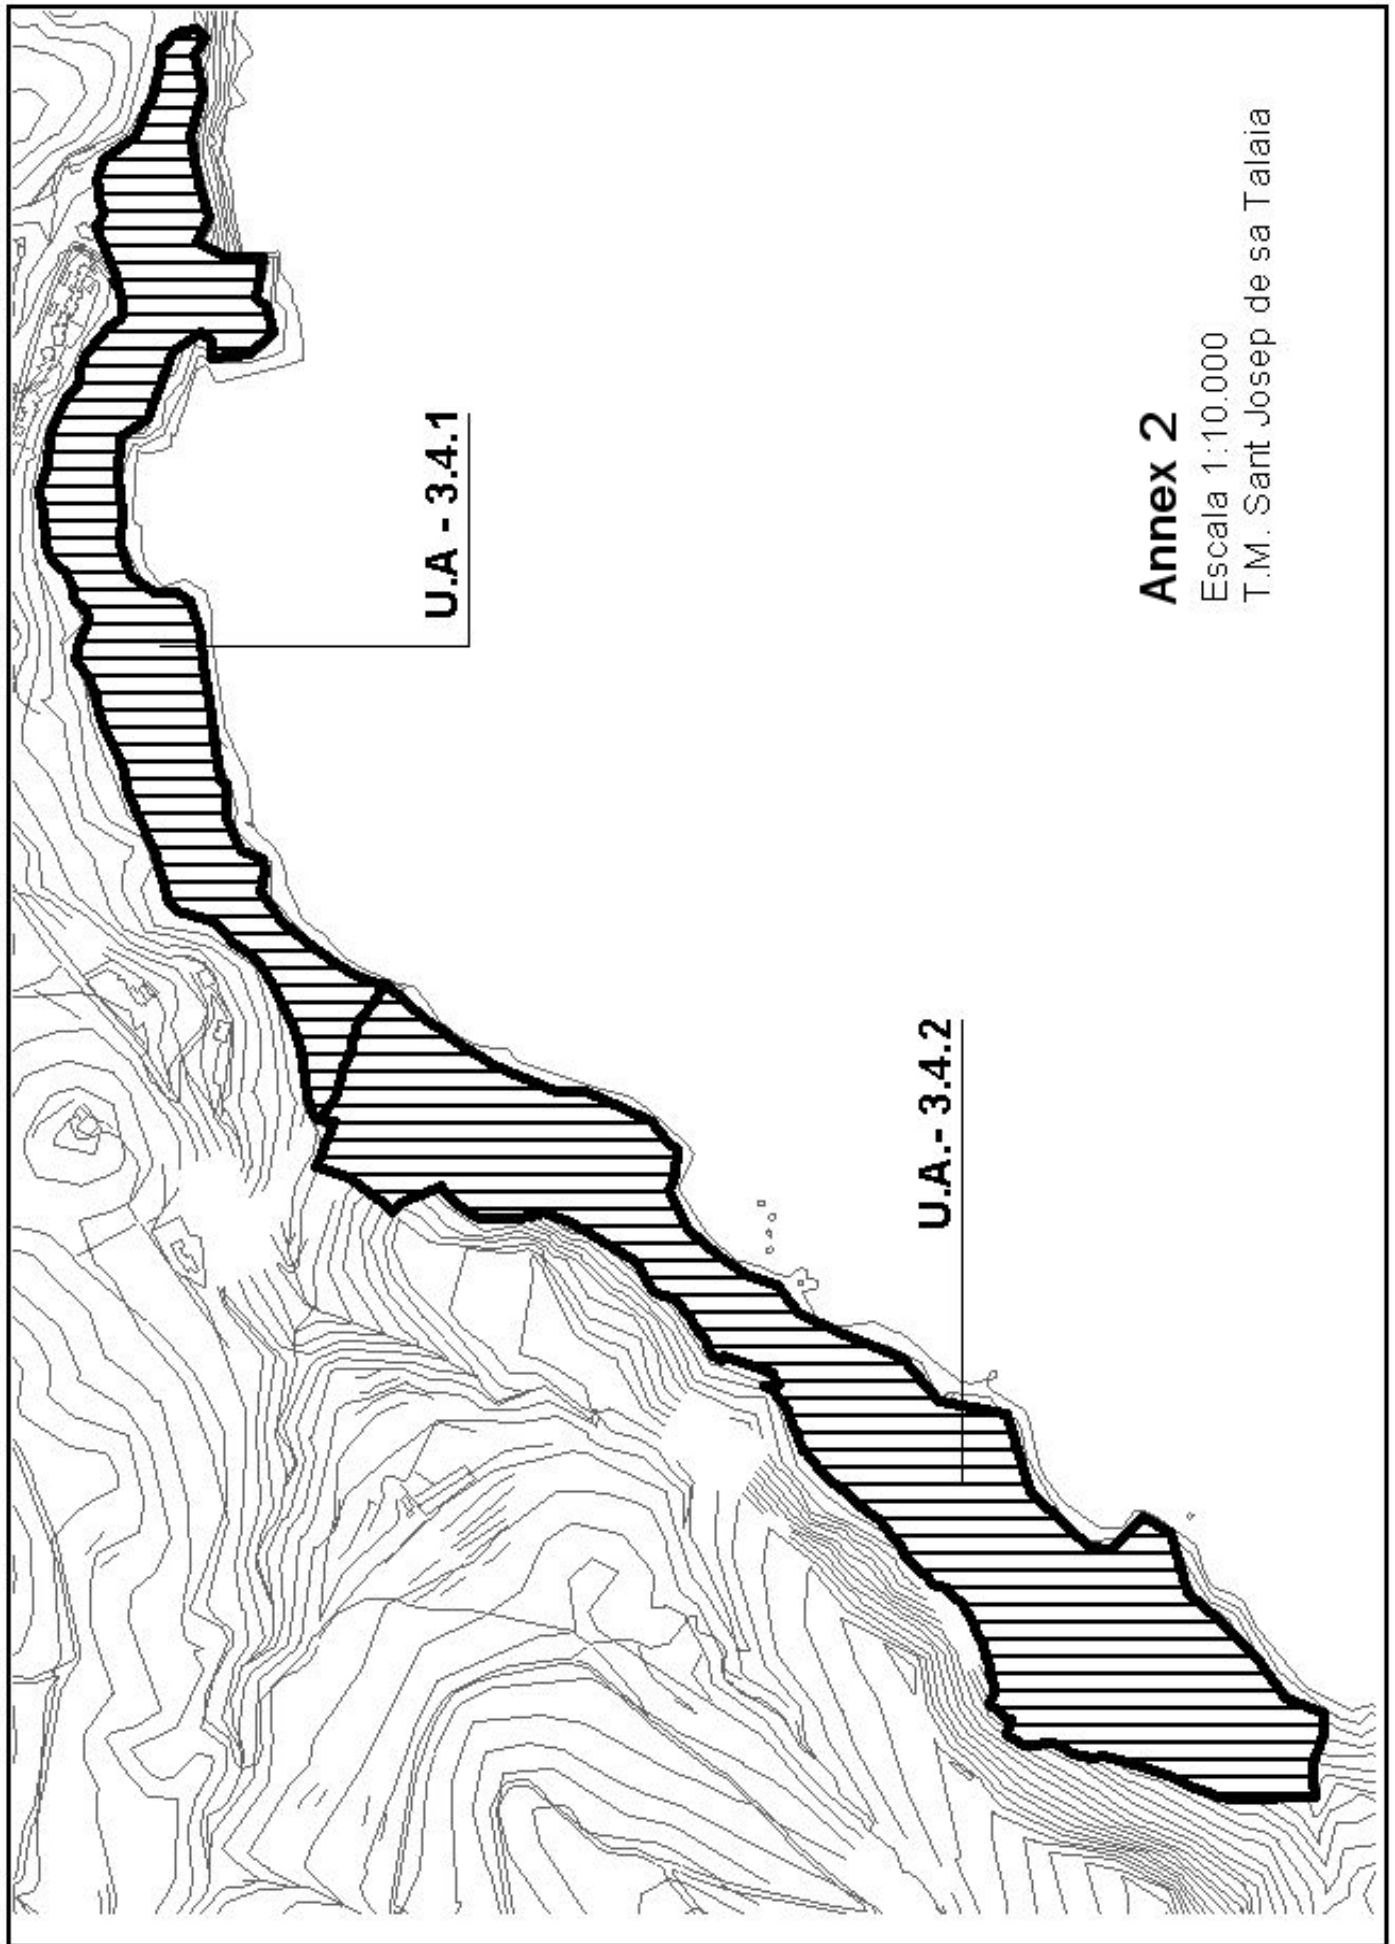 U.A - 3.4.1
U.A.- 3.4.2
Annex 2
Escala 1:10.000
T.M. Sant Josep de sa Talaia